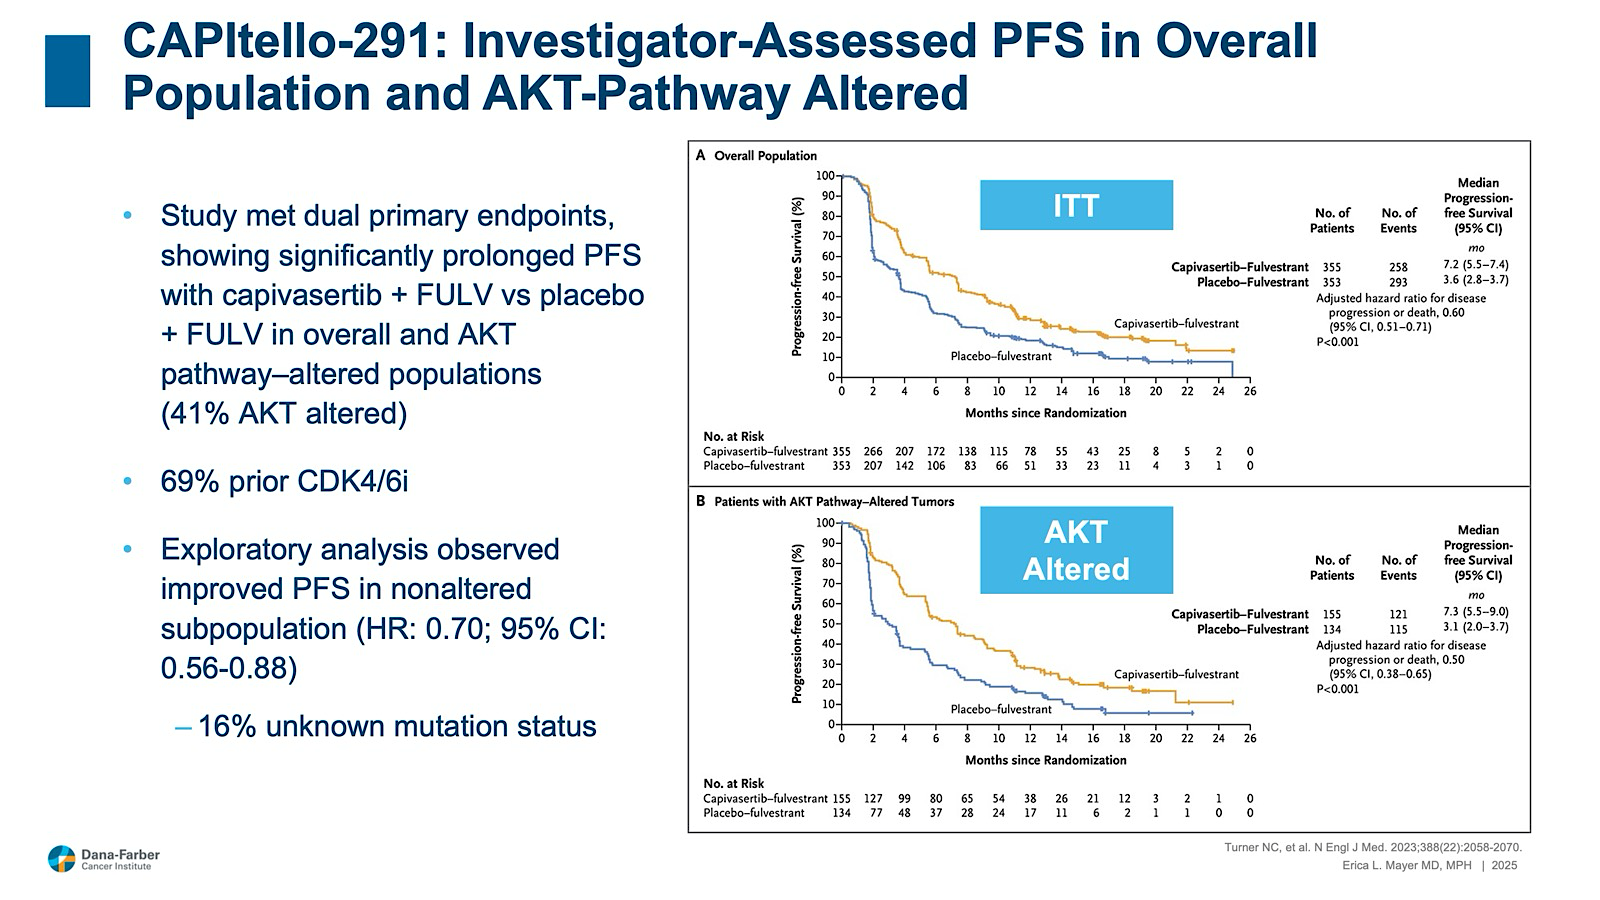 CAPItello-291: Investigator-Assessed PFS in Overall
Population and AKT-Pathway Altered
• Study met dual primary endpoints,
showing significantly prolonged PFS
with capivasertib + FULV vs placebo
+ FULV in overall and AKT
pathway–altered populations
(41% AKT altered)
• 69% prior CDK4/6i
• Exploratory analysis observed
improved PFS in nonaltered
subpopulation (HR: 0.70; 95% CI:
0.56-0.88)
– 16% unknown mutation status
A Overall Population
ITT
Progression-free Survival (%)
100
90
80
70
60
50
40
30
20
10
0
Capivasertib–fulvestrant
Placebo–fulvestrant
0 2 4 6 8 10 12 14 16 18 20 22 24 26
Months since Randomization
No. of Patients
No. of Events
Median Progression-free Survival (95% CI)
mo
Capivasertib–Fulvestrant 355 258 7.2 (5.5–7.4)
Placebo–Fulvestrant 353 293 3.6 (2.8–3.7)
Adjusted hazard ratio for disease
progression or death, 0.60
(95% CI, 0.51–0.71)
P<0.001
No. at Risk
Capivasertib–fulvestrant 355 266 207 172 138 115 78 55 43 25 8 5 2 0
Placebo–fulvestrant 353 207 142 106 83 66 51 33 23 11 4 3 1 0
B Patients with AKT Pathway–Altered Tumors
AKT
Altered
Progression-free Survival (%)
100
90
80
70
60
50
40
30
20
10
0
Capivasertib–fulvestrant
Placebo–fulvestrant
0 2 4 6 8 10 12 14 16 18 20 22 24 26
Months since Randomization
No. of Patients
No. of Events
Median Progression-free Survival (95% CI)
mo
Capivasertib–Fulvestrant 155 121 7.3 (5.5–9.0)
Placebo–Fulvestrant 134 115 3.1 (2.0–3.7)
Adjusted hazard ratio for disease
progression or death, 0.50
(95% CI, 0.38–0.65)
P<0.001
No. at Risk
Capivasertib–fulvestrant 155 127 99 80 65 54 38 26 21 12 3 2 1 0
Placebo–fulvestrant 134 77 48 37 28 24 17 11 6 2 1 1 0 0
Dana-Farber
Cancer Institute
Turner NC, et al. N Engl J Med. 2023;388(22):2058-2070.
Erica L. Mayer MD, MPH | 2025